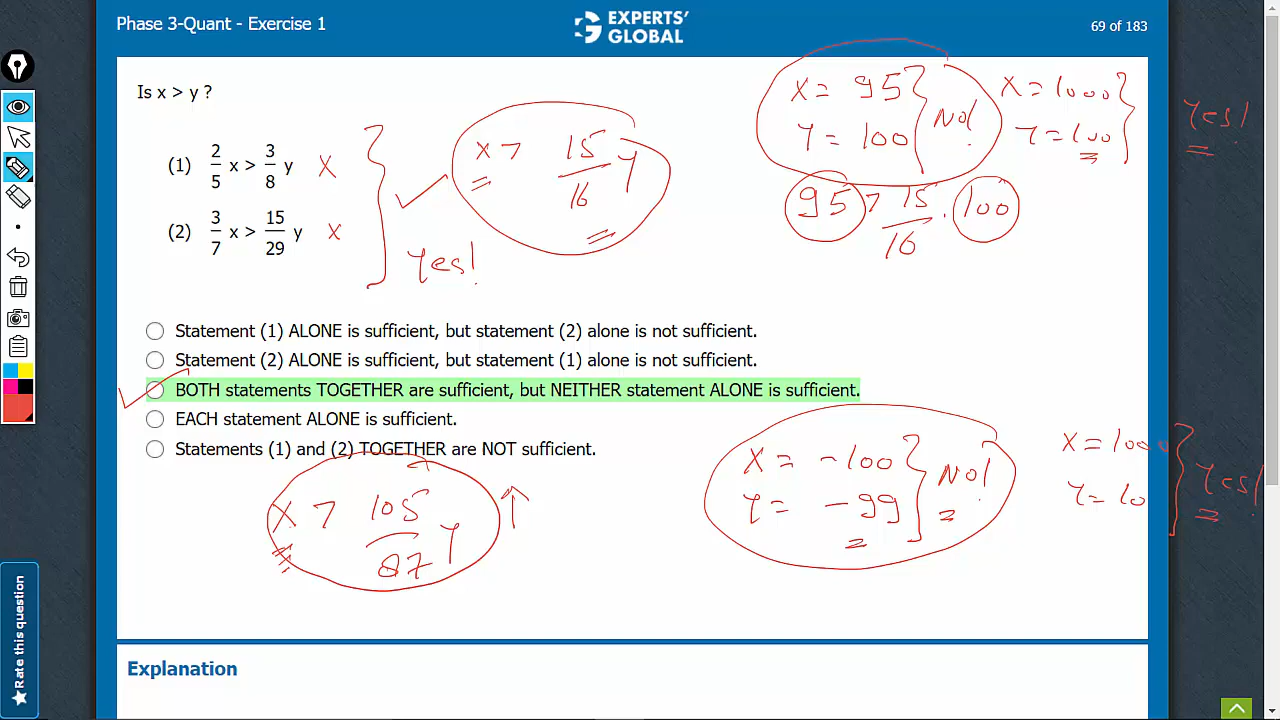 Phase 3-Quant - Exercise 1
EXPERTS'
GLOBAL
69 of 183
Is x > y ?
(1) 2/5 x > 3/8 y X
(2) 3/7 x > 15/29 y X
Yes!
X > 15/16 Y
X = 95
Y = 100
No!
X = 1000
Y = 100
Yes!
95 > 15/16 . 100
Statement (1) ALONE is sufficient, but statement (2) alone is not sufficient.
Statement (2) ALONE is sufficient, but statement (1) alone is not sufficient.
BOTH statements TOGETHER are sufficient, but NEITHER statement ALONE is sufficient.
EACH statement ALONE is sufficient.
Statements (1) and (2) TOGETHER are NOT sufficient.
X > 105/87 Y
X = -100
Y = -99
No!
X = 1000
Y = 10
Yes!
Rate this question
Explanation